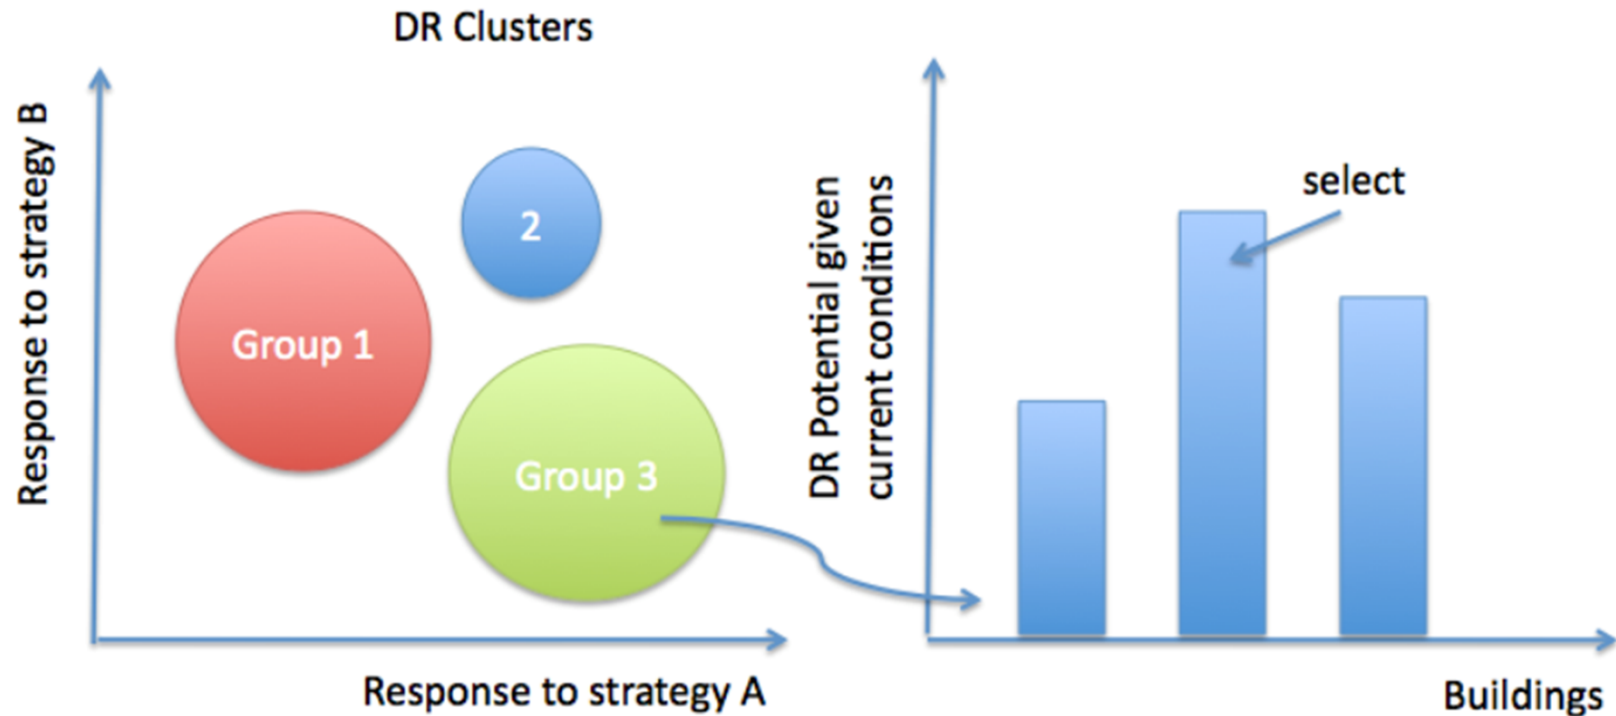 DR Clusters
Response to strategy B
Group 1
2
Group 3
Response to strategy A
DR Potential given
current conditions
select
Buildings